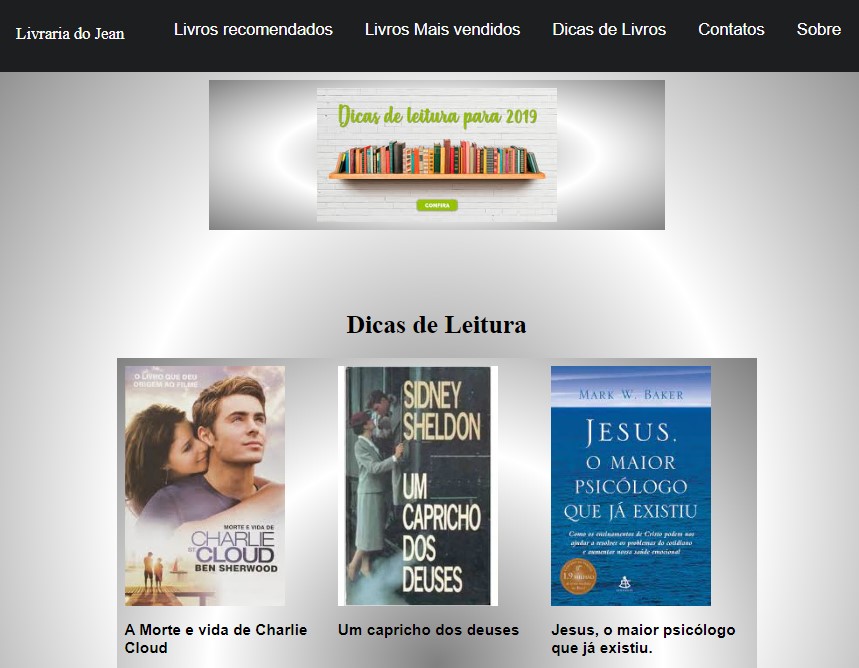 Livraria do Jean
Livros recomendados
Livros Mais vendidos
Dicas de Livros
Contatos
Sobre
Dicas de leitura para 2019
CONFIRA
Dicas de Leitura
O LIVRO QUE DEU
ORIGEM AO FILME
MORTE E VIDA DE
CHARLIE
ST. CLOUD
BEN SHERWOOD
SIDNEY
SHELDON
UM
CAPRICHO
DOS
DEUSES
MARK W. BAKER
JESUS,
O MAIOR
PSICÓLOGO
QUE JÁ EXISTIU
Como os ensinamentos de Cristo podem nos
ajudar a resolver os problemas do cotidiano
e aumentar nossa saúde emocional
A Morte e vida de Charlie
Cloud
Um capricho dos deuses
Jesus, o maior psicólogo
que já existiu.